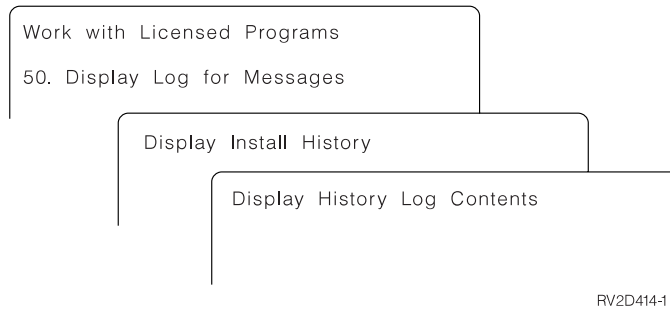 Work with Licensed Programs
50. Display Log for Messages
Display Install History
Display History Log Contents
RV2D414-1